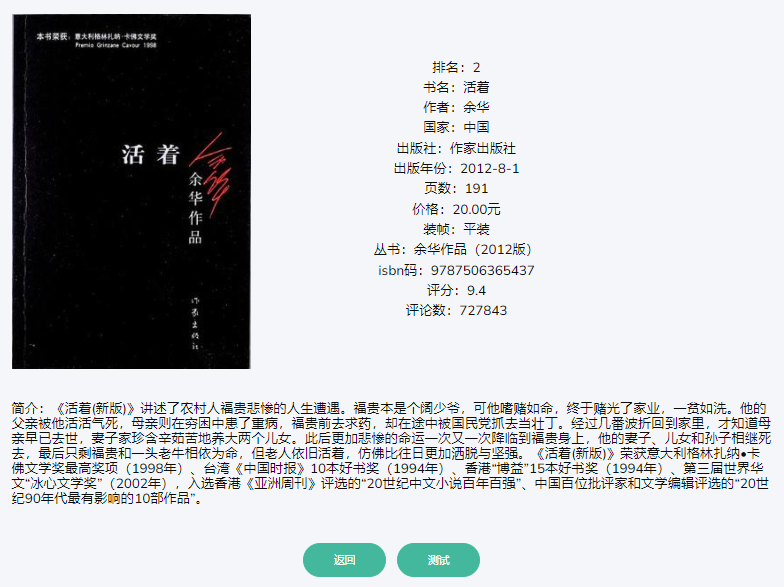 本书荣获：意大利格林扎纳·卡佛文学奖
Premio Grinzane Cavour 1998
活着
余华作品
作家出版社
排名：2
书名：活着
作者：余华
国家：中国
出版社：作家出版社
出版年份：2012-8-1
页数：191
价格：20.00元
装帧：平装
丛书：余华作品（2012版）
isbn码：9787506365437
评分：9.4
评论数：727843
简介：《活着(新版)》讲述了农村人福贵悲惨的人生遭遇。福贵本是个阔少爷，可他嗜赌如命，终于赌光了家业，一贫如洗。他的
父亲被他活活气死，母亲则在穷困中患了重病，福贵前去求药，却在途中被国民党抓去当壮丁。经过几番波折回到家里，才知道母
亲早已去世，妻子家珍含辛茹苦地养大两个儿女。此后更加悲惨的命运一次又一次降临到福贵身上，他的妻子、儿女和孙子相继死
去，最后只剩福贵和一头老牛相依为命，但老人依旧活着，仿佛比往日更加洒脱与坚强。《活着(新版)》荣获意大利格林扎纳•卡
佛文学奖最高奖项（1998年）、台湾《中国时报》10本好书奖（1994年）、香港“博益”15本好书奖（1994年）、第三届世界华
文“冰心文学奖”（2002年），入选香港《亚洲周刊》评选的“20世纪中文小说百年百强”、中国百位批评家和文学编辑评选的“20世
纪90年代最有影响的10部作品”。
返回
测试